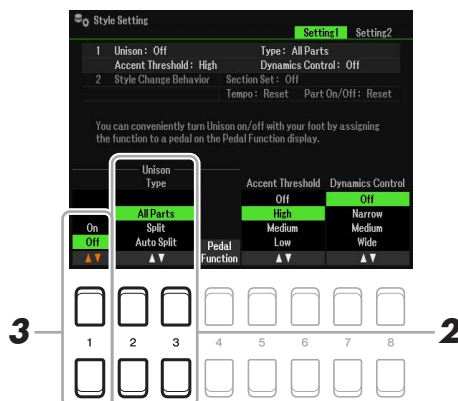 Style Setting
Setting1 Setting2
1 Unison: Off Type: All Parts
Accent Threshold: High Dynamics Control: Off
2 Style Change Behavior Section Set: Off
Tempo: Reset Part On/Off: Reset
You can conveniently turn Unison on/off with your foot by assigning
the function to a pedal on the Pedal Function display.
Unison
Type Accent Threshold Dynamics Control
Off Off
All Parts High Narrow
On Split Medium Medium
Off Auto Split Pedal Low Wide
Function
3 2
1 2 3 4 5 6 7 8